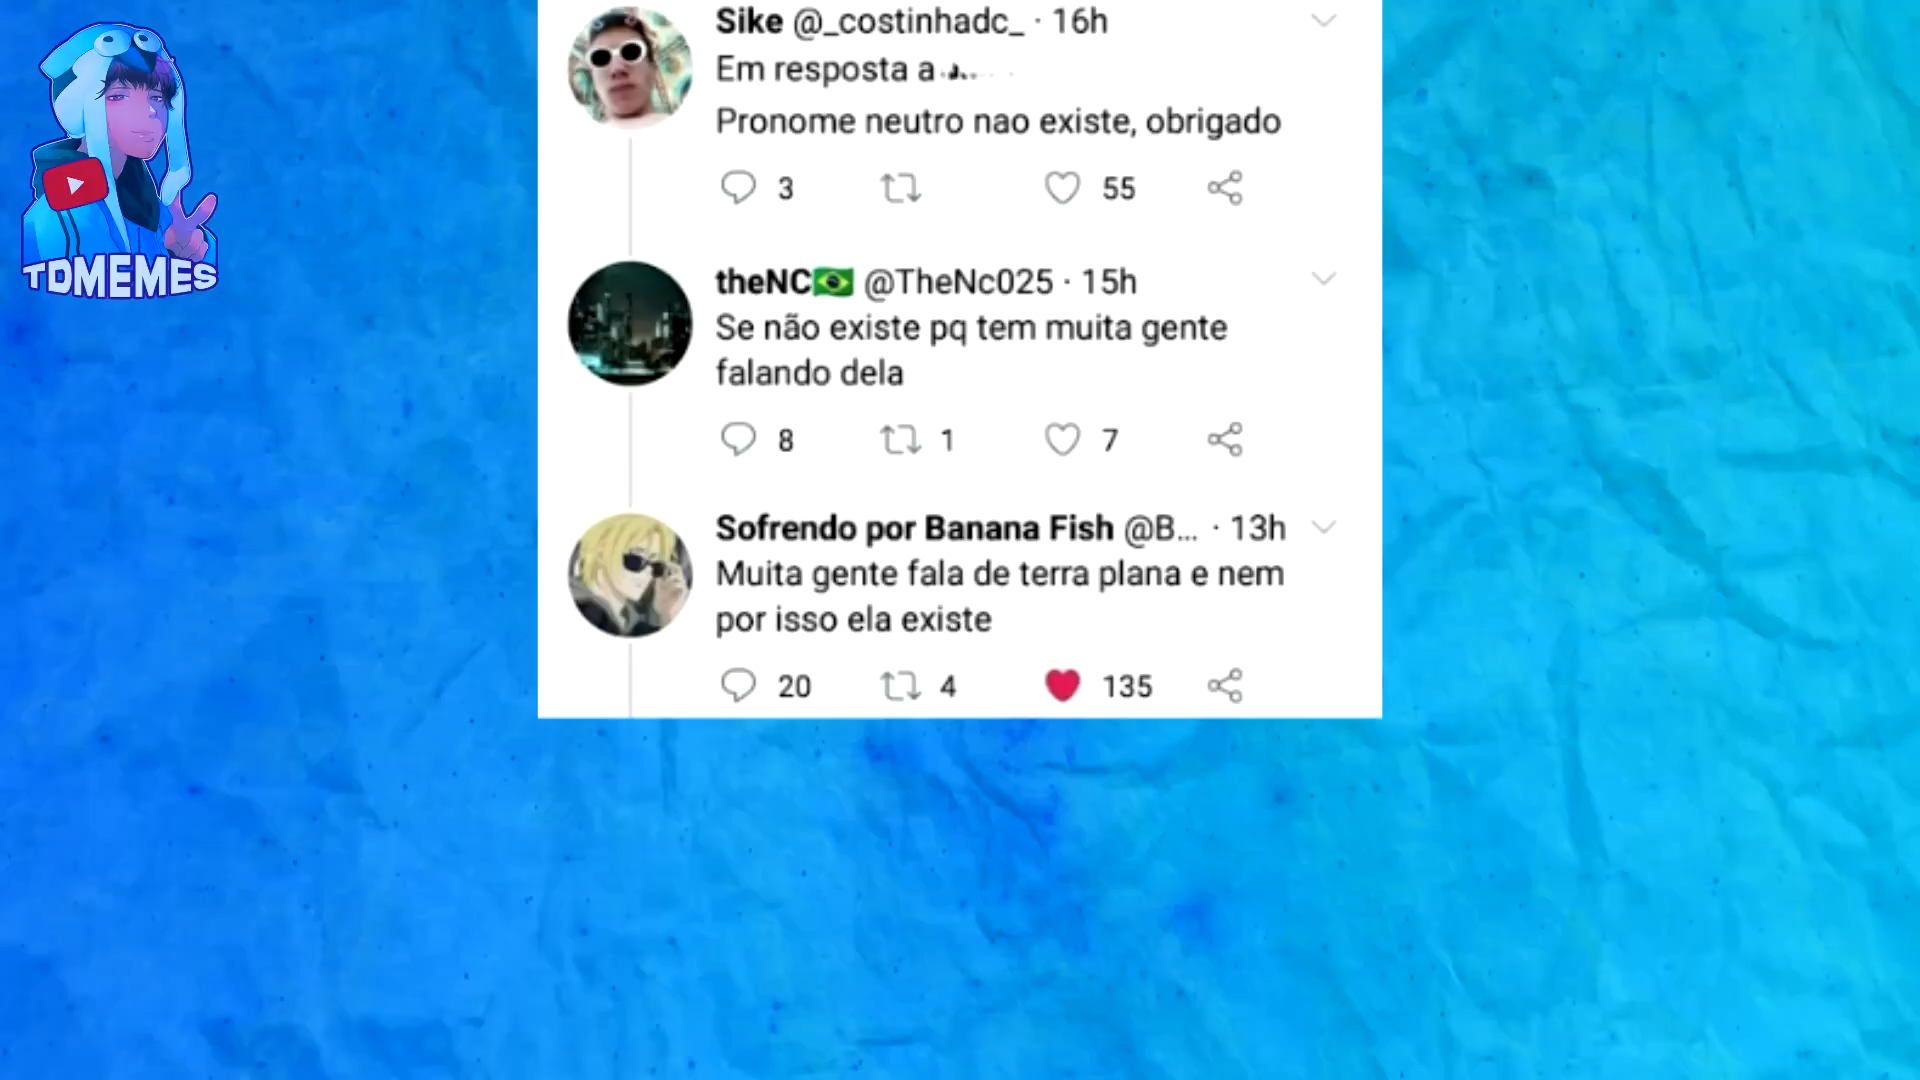 Sike @_costinhadc_ · 16h
Em resposta a
Pronome neutro nao existe, obrigado
3 55
TDMEMES
theNC🇧🇷 @TheNc025 · 15h
Se não existe pq tem muita gente
falando dela
8 1 7
Sofrendo por Banana Fish @B... · 13h
Muita gente fala de terra plana e nem
por isso ela existe
20 4 135